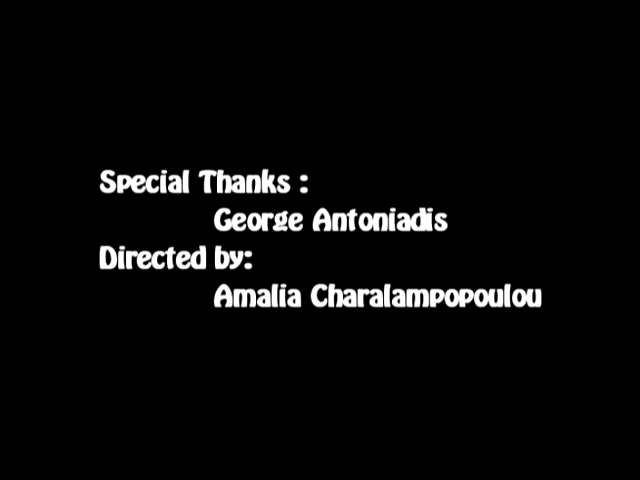 Special Thanks :
George Antoniadis
Directed by:
Amalia Charalampopoulou